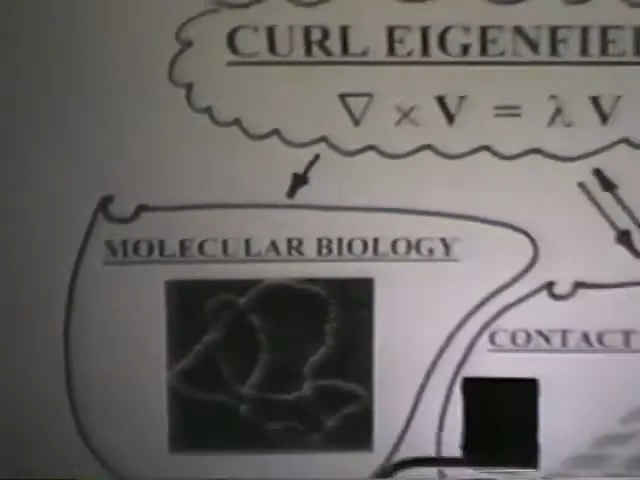 CURL EIGENFIE
∇ × V = λ V
MOLECULAR BIOLOGY
CONTACT